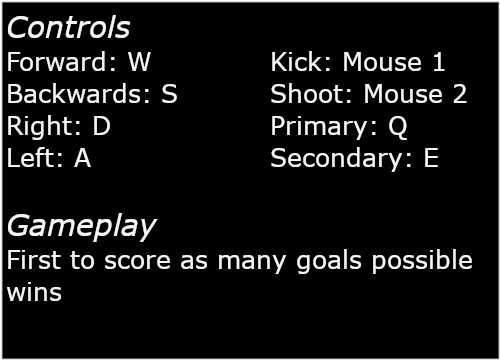 Controls
Forward: W
Backwards: S
Right: D
Left: A
Kick: Mouse 1
Shoot: Mouse 2
Primary: Q
Secondary: E
Gameplay
First to score as many goals possible
wins